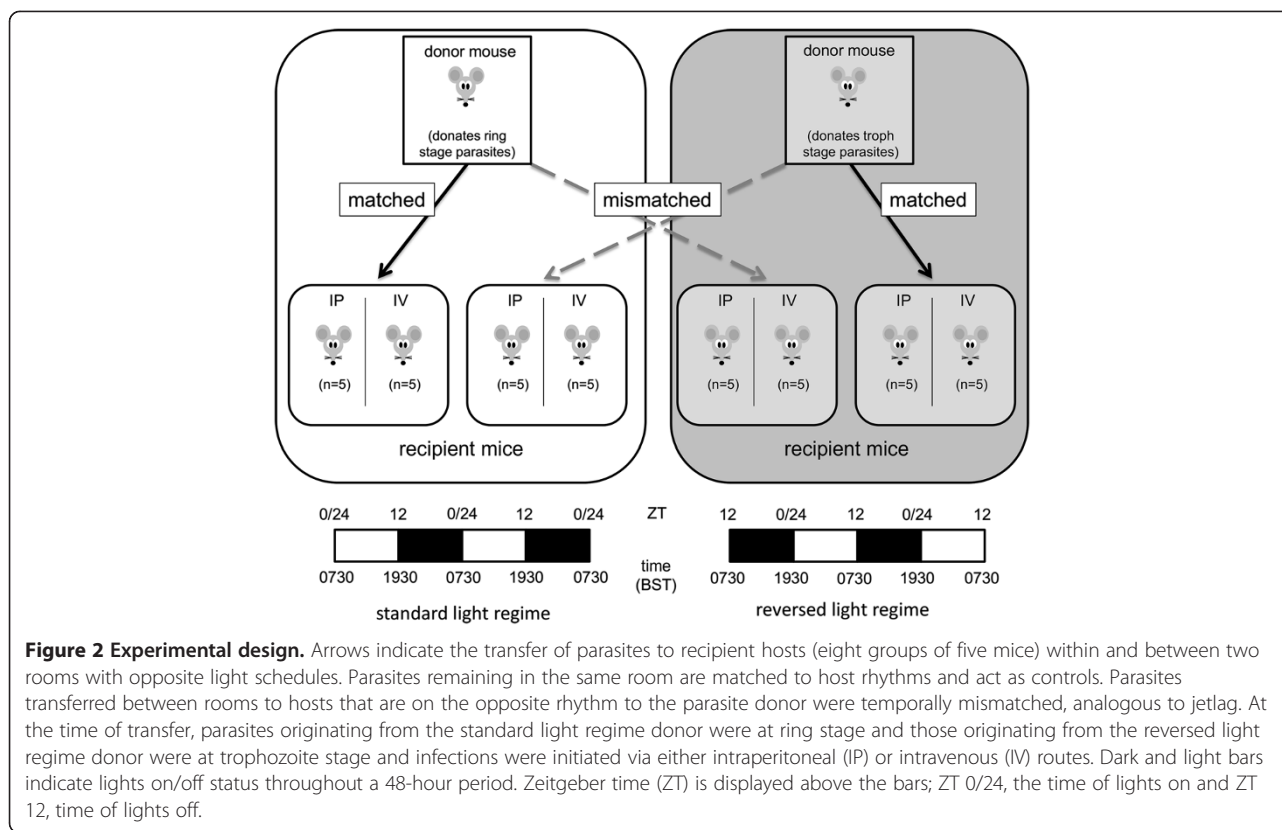 donor mouse
(donates ring
stage parasites)
donor mouse
(donates troph
stage parasites)
matched
mismatched
matched
IP
IV
IP
IV
IP
IV
IP
IV
(n=5)
(n=5)
(n=5)
(n=5)
(n=5)
(n=5)
(n=5)
(n=5)
recipient mice
recipient mice
0/24 12 0/24 12 0/24
ZT
12 0/24 12 0/24 12
time
(BST)
0730 1930 0730 1930 0730
0730 1930 0730 1930 0730
standard light regime
reversed light regime
Figure 2 Experimental design. Arrows indicate the transfer of parasites to recipient hosts (eight groups of five mice) within and between two
rooms with opposite light schedules. Parasites remaining in the same room are matched to host rhythms and act as controls. Parasites
transferred between rooms to hosts that are on the opposite rhythm to the parasite donor were temporally mismatched, analogous to jetlag. At
the time of transfer, parasites originating from the standard light regime donor were at ring stage and those originating from the reversed light
regime donor were at trophozoite stage and infections were initiated via either intraperitoneal (IP) or intravenous (IV) routes. Dark and light bars
indicate lights on/off status throughout a 48-hour period. Zeitgeber time (ZT) is displayed above the bars; ZT 0/24, the time of lights on and ZT
12, time of lights off.